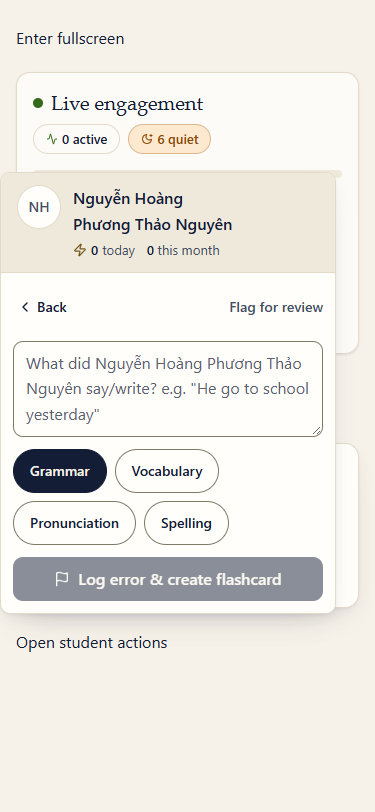 Enter fullscreen
Live engagement
0 active 6 quiet
NH
Nguyễn Hoàng
Phương Thảo Nguyên
0 today 0 this month
Back Flag for review
What did Nguyễn Hoàng Phương Thảo
Nguyên say/write? e.g. "He go to school
yesterday"
Grammar Vocabulary
Pronunciation Spelling
Log error & create flashcard
Open student actions